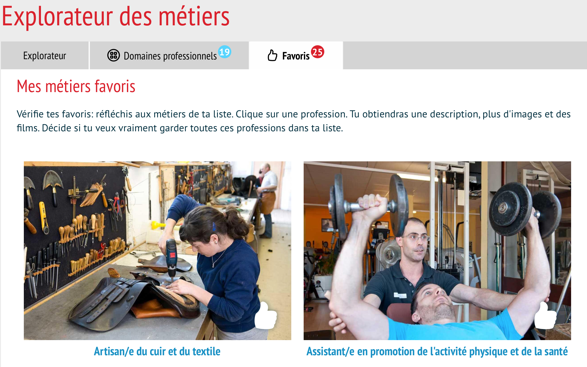 Explorateur des métiers
Explorateur
Domaines professionnels 19
Favoris 25
Mes métiers favoris
Vérifie tes favoris: réfléchis aux métiers de ta liste. Clique sur une profession. Tu obtiendras une description, plus d'images et des
films. Décide si tu veux vraiment garder toutes ces professions dans ta liste.
Artisan/e du cuir et du textile
Assistant/e en promotion de l'activité physique et de la santé